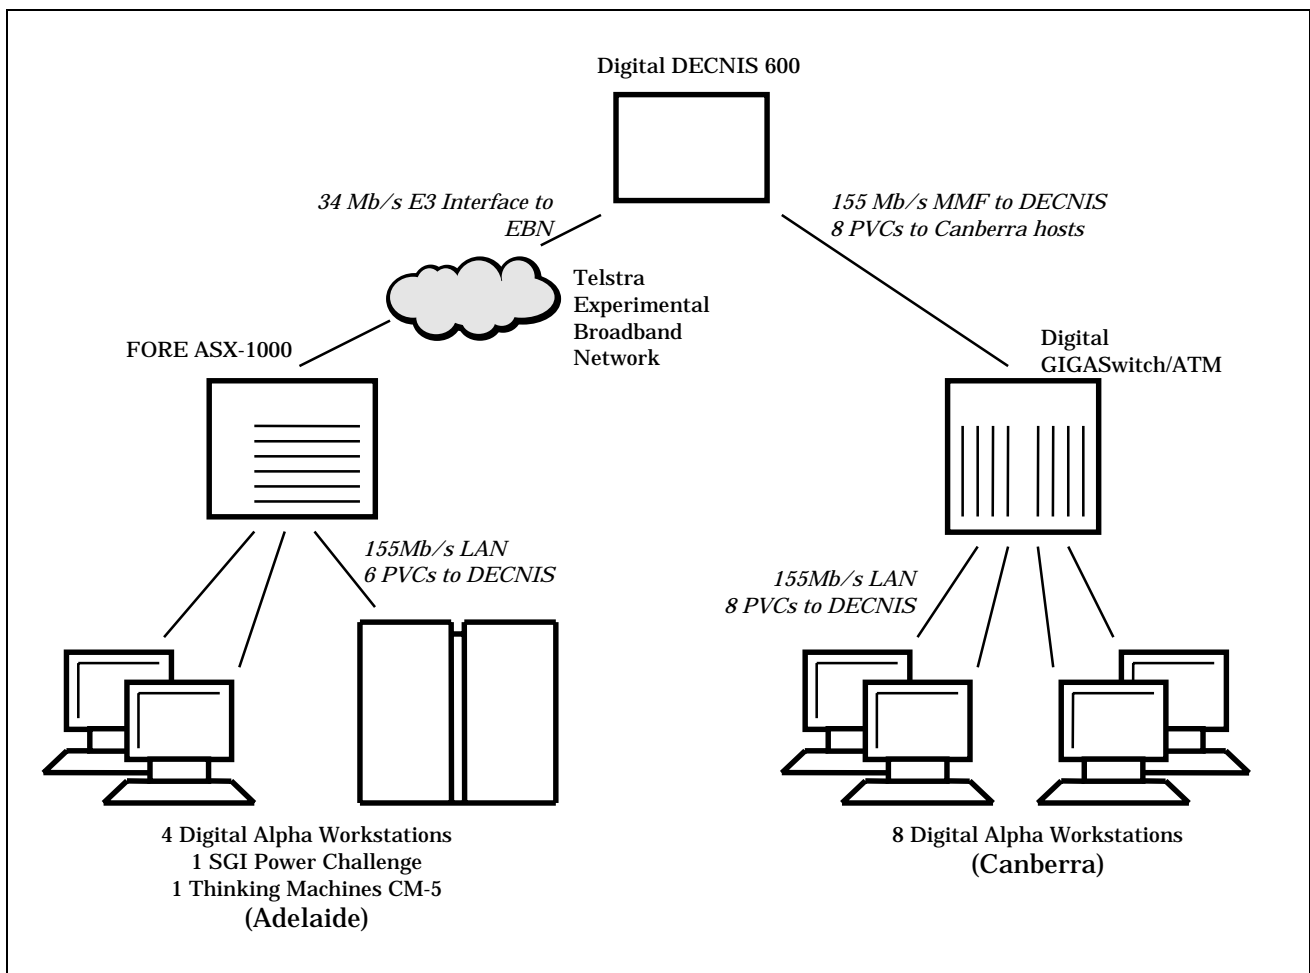 Digital DECNIS 600
34 Mb/s E3 Interface to
EBN
155 Mb/s MMF to DECNIS
8 PVCs to Canberra hosts
Telstra
Experimental
Broadband
Network
FORE ASX-1000
Digital
GIGASwitch/ATM
155Mb/s LAN
6 PVCs to DECNIS
155Mb/s LAN
8 PVCs to DECNIS
4 Digital Alpha Workstations
1 SGI Power Challenge
1 Thinking Machines CM-5
(Adelaide)
8 Digital Alpha Workstations
(Canberra)